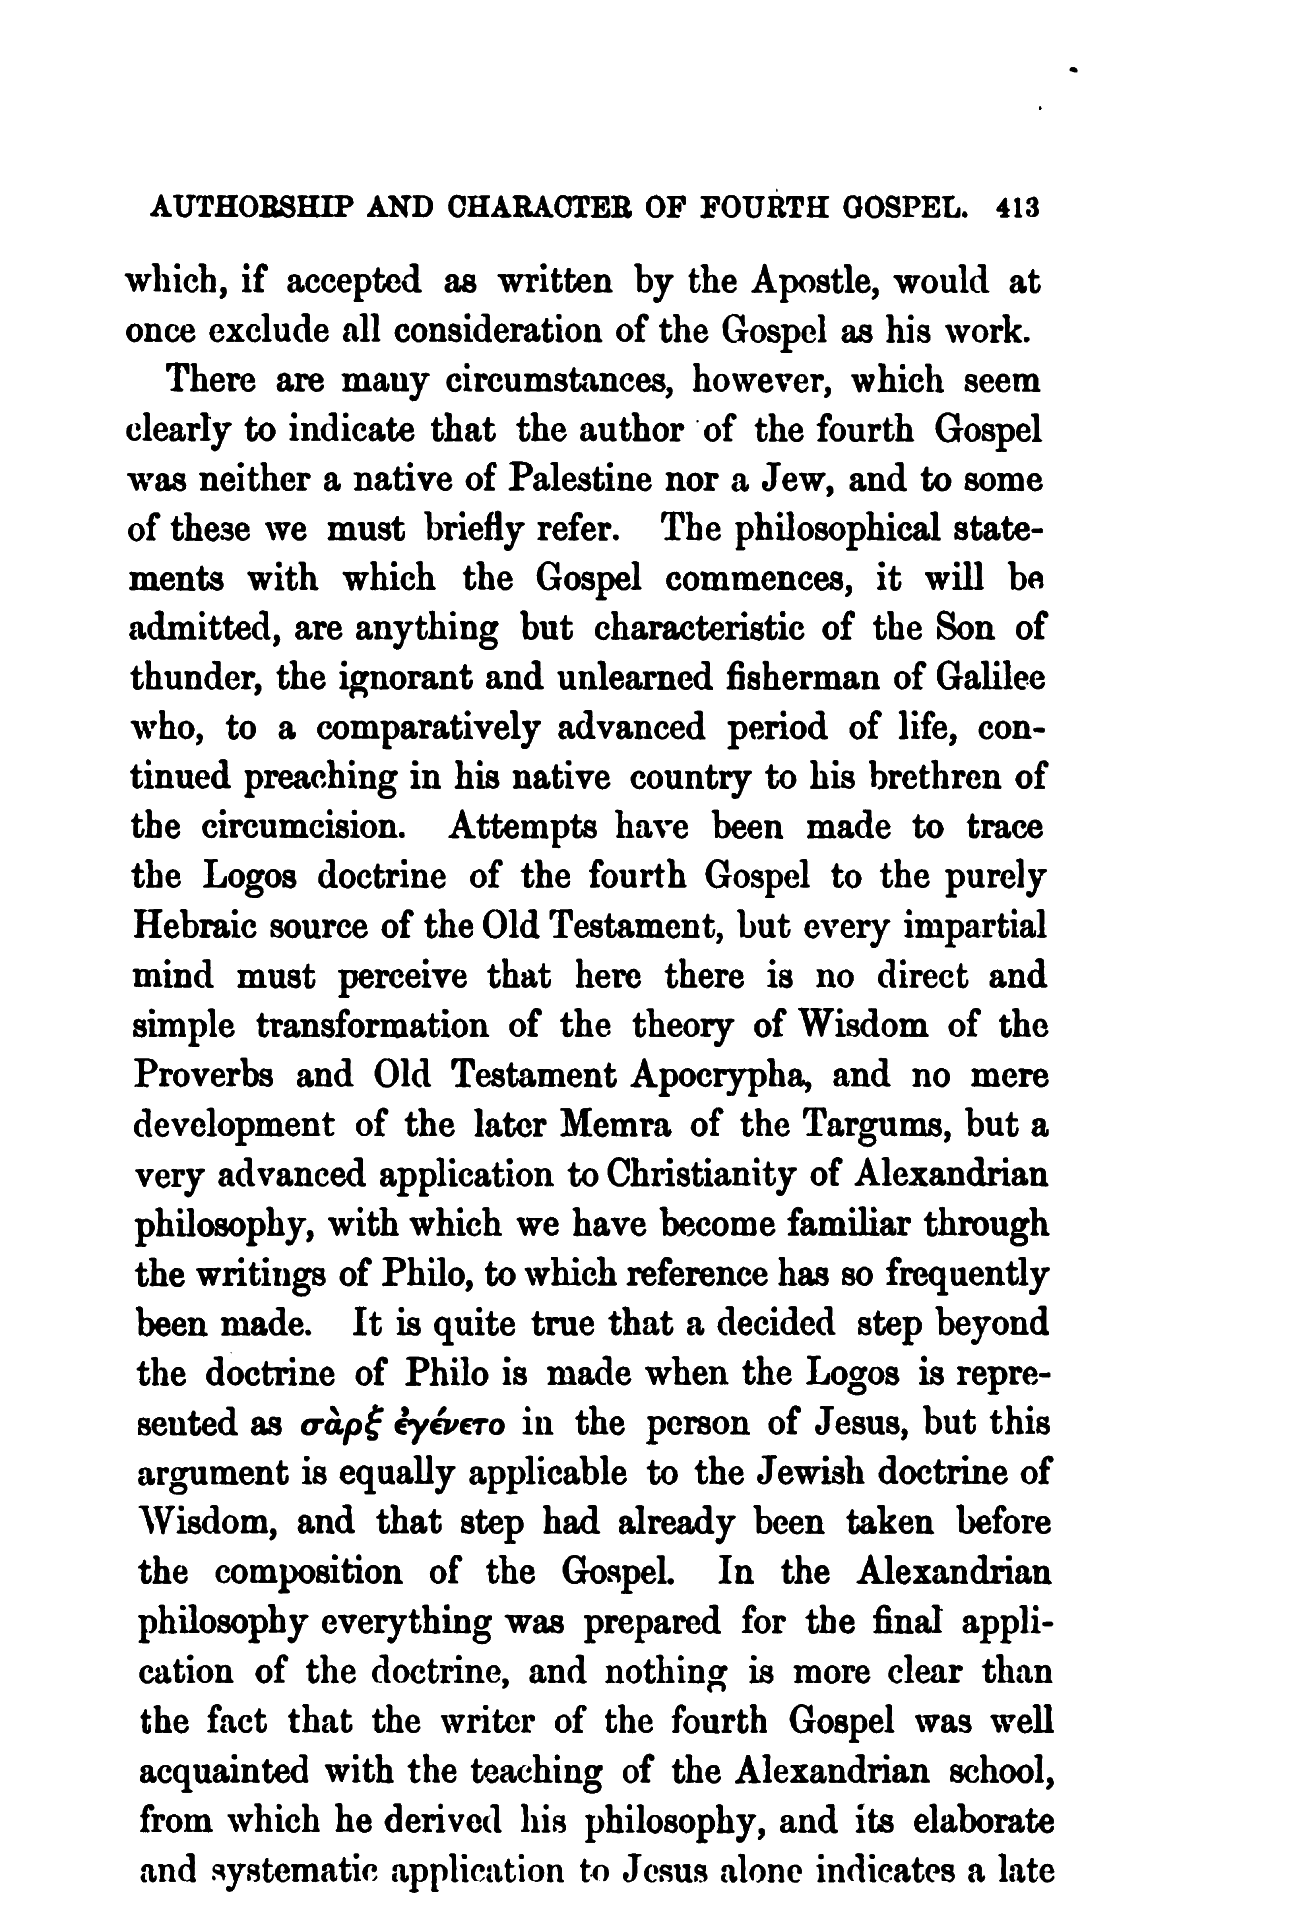 AUTHORSHIP AND CHARACTER OF FOURTH GOSPEL. 413
which, if accepted as written by the Apostle, would at
once exclude all consideration of the Gospel as his work.
There are many circumstances, however, which seem
clearly to indicate that the author of the fourth Gospel
was neither a native of Palestine nor a Jew, and to some
of these we must briefly refer. The philosophical state-
ments with which the Gospel commences, it will be
admitted, are anything but characteristic of the Son of
thunder, the ignorant and unlearned fisherman of Galilee
who, to a comparatively advanced period of life, con-
tinued preaching in his native country to his brethren of
the circumcision. Attempts have been made to trace
the Logos doctrine of the fourth Gospel to the purely
Hebraic source of the Old Testament, but every impartial
mind must perceive that here there is no direct and
simple transformation of the theory of Wisdom of the
Proverbs and Old Testament Apocrypha, and no mere
development of the later Memra of the Targums, but a
very advanced application to Christianity of Alexandrian
philosophy, with which we have become familiar through
the writings of Philo, to which reference has so frequently
been made. It is quite true that a decided step beyond
the doctrine of Philo is made when the Logos is repre-
sented as σὰρξ ἐγένετο in the person of Jesus, but this
argument is equally applicable to the Jewish doctrine of
Wisdom, and that step had already been taken before
the composition of the Gospel. In the Alexandrian
philosophy everything was prepared for the final appli-
cation of the doctrine, and nothing is more clear than
the fact that the writer of the fourth Gospel was well
acquainted with the teaching of the Alexandrian school,
from which he derived his philosophy, and its elaborate
and systematic application to Jesus alone indicates a late